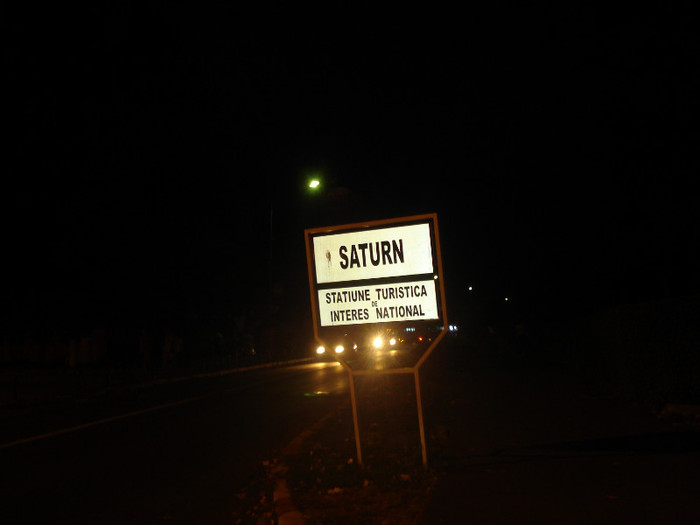 SATURN
STATIUNE TURISTICA
DE
INTERES NATIONAL